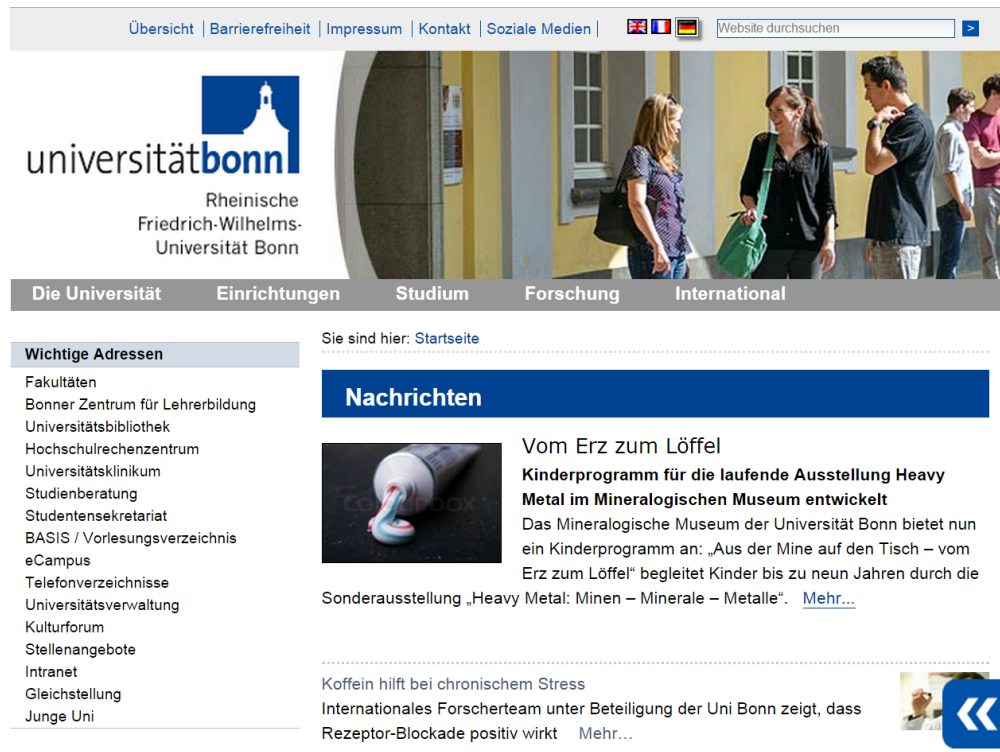 Übersicht | Barrierefreiheit | Impressum | Kontakt | Soziale Medien |
Website durchsuchen >
universitätbonn
Rheinische
Friedrich-Wilhelms-
Universität Bonn
Die Universität Einrichtungen Studium Forschung International
Sie sind hier: Startseite
Wichtige Adressen
Fakultäten
Bonner Zentrum für Lehrerbildung
Universitätsbibliothek
Hochschulrechenzentrum
Universitätsklinikum
Studienberatung
Studentensekretariat
BASIS / Vorlesungsverzeichnis
eCampus
Telefonverzeichnisse
Universitätsverwaltung
Kulturforum
Stellenangebote
Intranet
Gleichstellung
Junge Uni
Nachrichten
Vom Erz zum Löffel
Kinderprogramm für die laufende Ausstellung Heavy
Metal im Mineralogischen Museum entwickelt
Das Mineralogische Museum der Universität Bonn bietet nun
ein Kinderprogramm an: „Aus der Mine auf den Tisch – vom
Erz zum Löffel“ begleitet Kinder bis zu neun Jahren durch die
Sonderausstellung „Heavy Metal: Minen – Minerale – Metalle“. Mehr...
Koffein hilft bei chronischem Stress
Internationales Forscherteam unter Beteiligung der Uni Bonn zeigt, dass
Rezeptor-Blockade positiv wirkt Mehr…